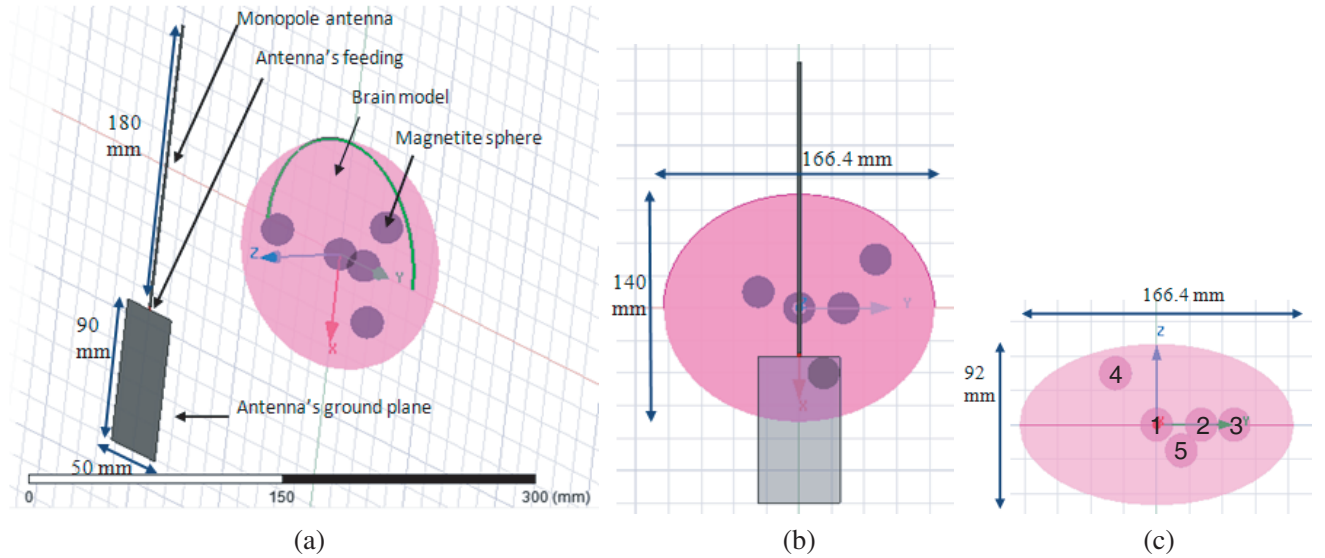 Monopole antenna
Antenna's feeding
Brain model
180
mm
Magnetite sphere
Z
Y
X
90
mm
Antenna's ground plane
50 mm
0
150
300 (mm)
(a)
166.4 mm
140
mm
Y
X
(b)
166.4 mm
Z
92
mm
4
1
2
3
Y
5
(c)